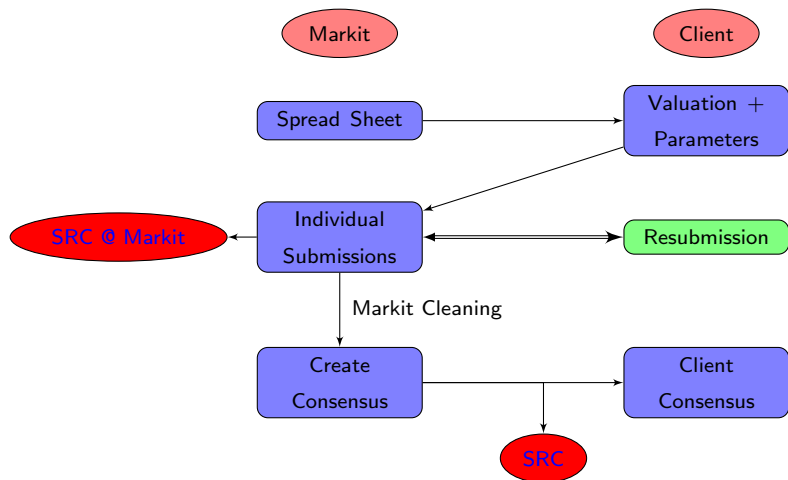 Markit
Client
Spread Sheet
Valuation +
Parameters
SRC @ Markit
Individual
Submissions
Resubmission
Markit Cleaning
Create
Consensus
Client
Consensus
SRC